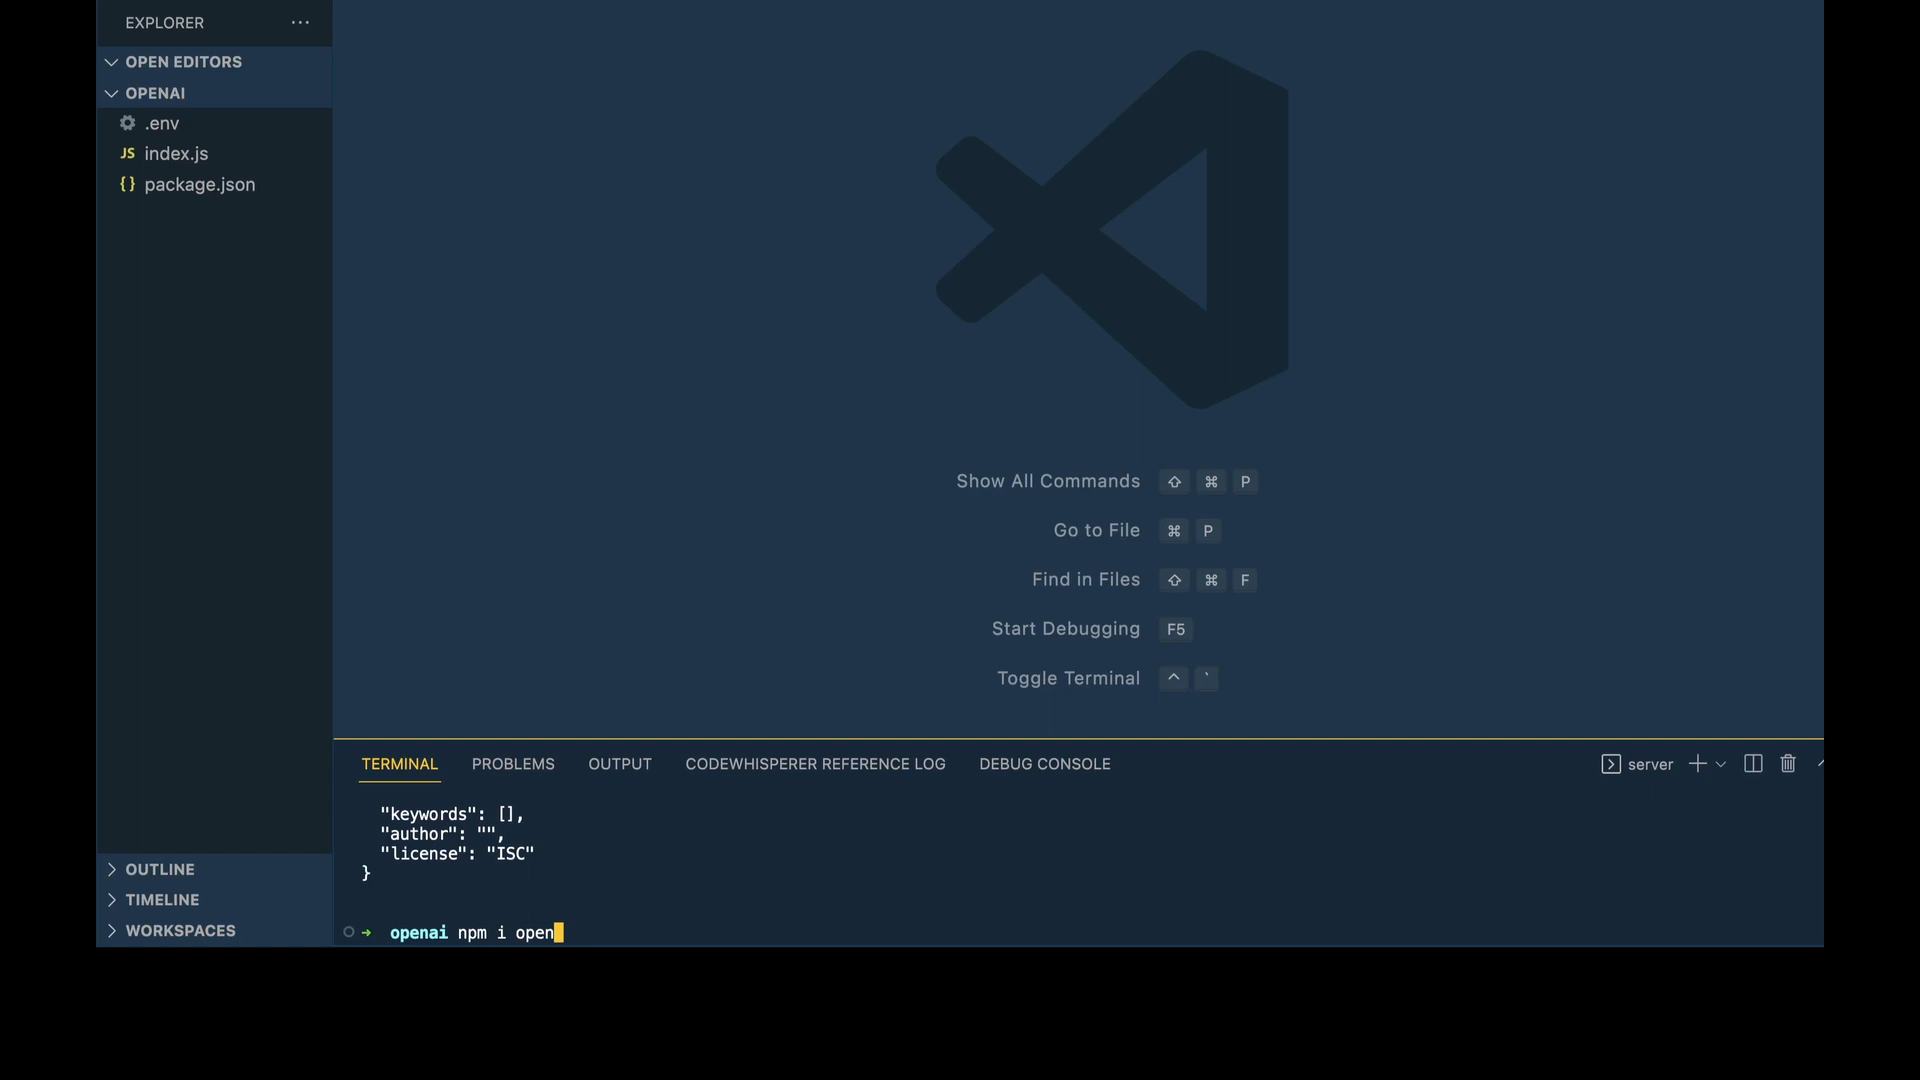 EXPLORER ···
OPEN EDITORS
OPENAI
.env
JS index.js
{} package.json
OUTLINE
TIMELINE
WORKSPACES
Show All Commands ⇧ ⌘ P
Go to File ⌘ P
Find in Files ⇧ ⌘ F
Start Debugging F5
Toggle Terminal ^ `
TERMINAL PROBLEMS OUTPUT CODEWHISPERER REFERENCE LOG DEBUG CONSOLE server
"keywords": [],
"author": "",
"license": "ISC"
}
➜ openai npm i open